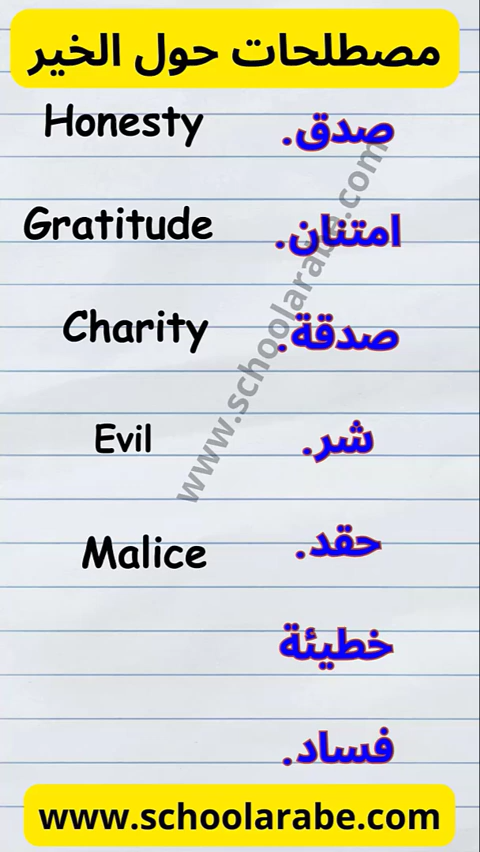 مصطلحات حول الخير
Honesty صدق.
Gratitude امتنان.
Charity صدقة.
Evil شر.
Malice حقد.
خطيئة
فساد.
www.schoolarabe.com
www.schoolarabe.com